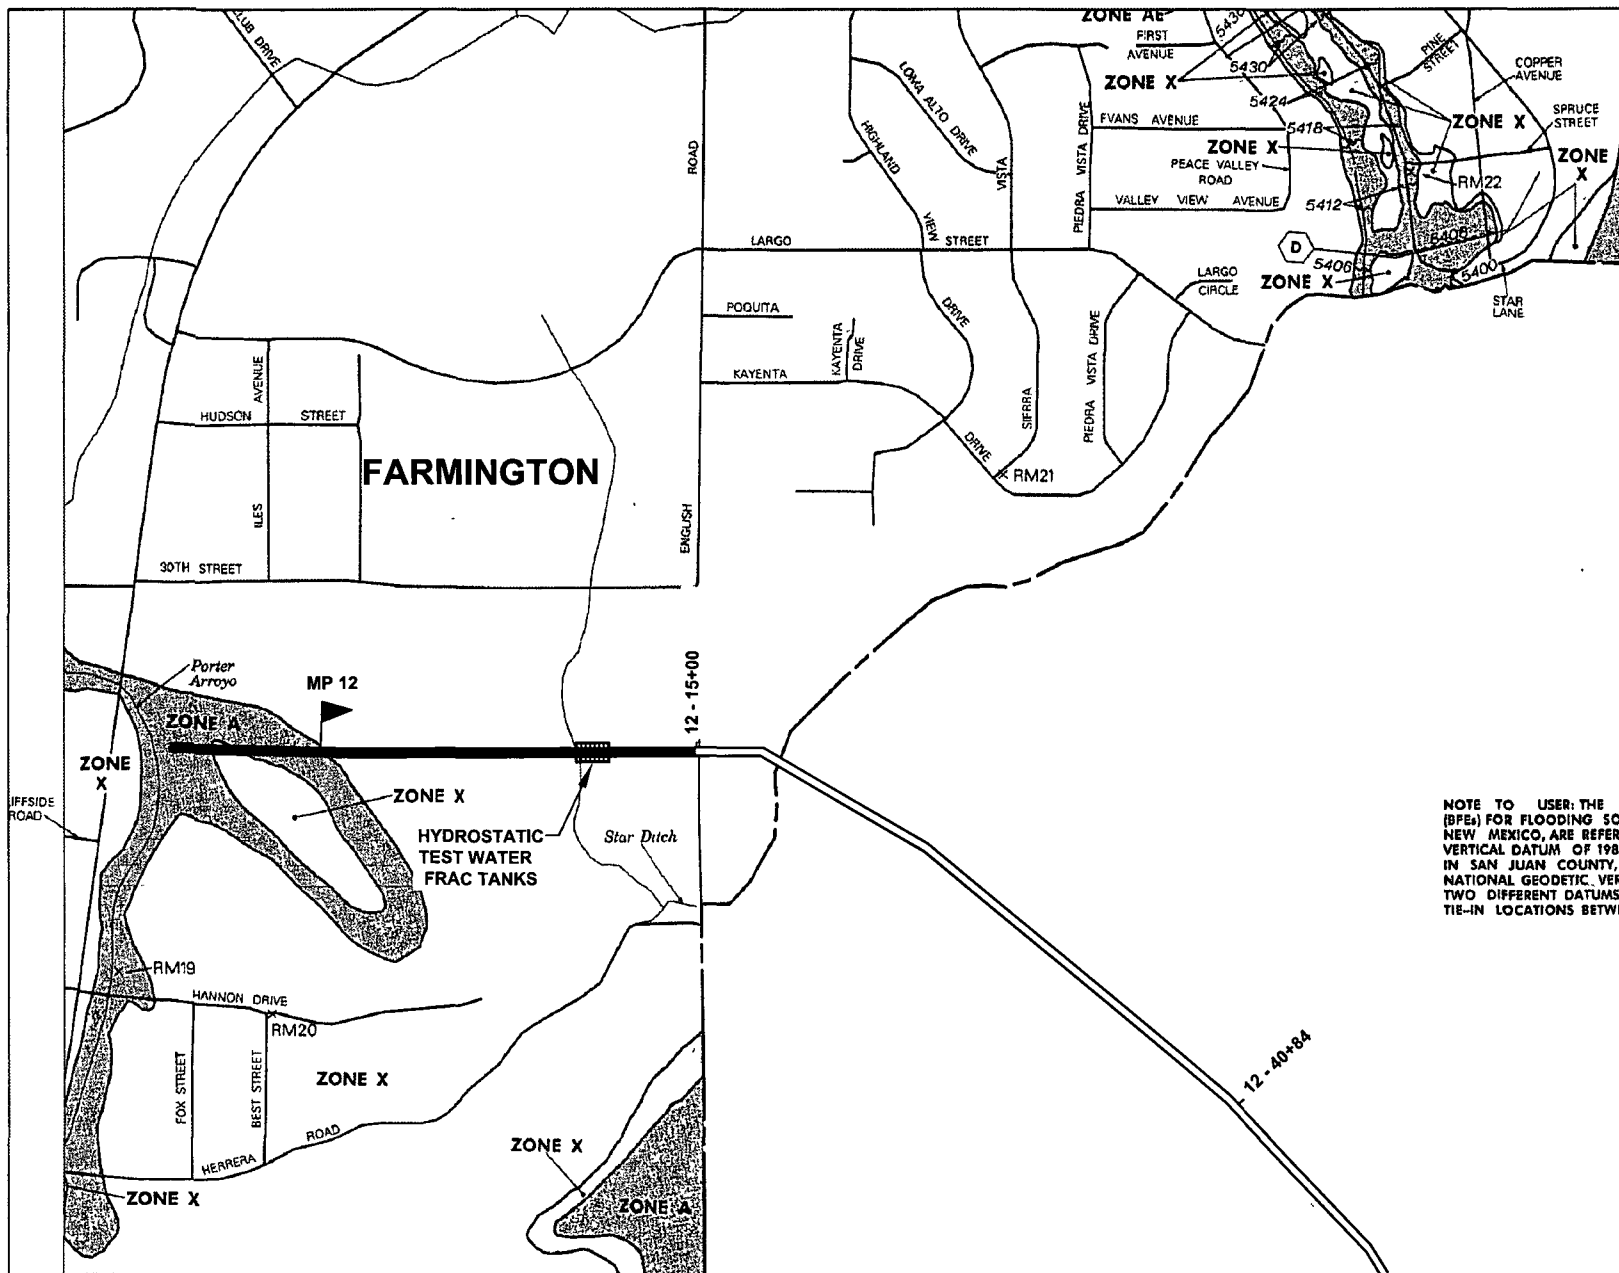 CLUB DRIVE
ZONE AE
FIRST
AVENUE
5430
5430
PINE
STREET
COPPER
AVENUE
ZONE X
5424
SPRUCE
STREET
LOMA ALTO DRIVE
HIGHLAND
VIEW
DRIVE
ROAD
VISTA
PIEDRA VISTA DRIVE
EVANS AVENUE
5418
ZONE X
ZONE X
PEACE VALLEY
ROAD
ZONE
X
RM22
VALLEY VIEW AVENUE
5412
LARGO STREET
D
5406
5406
5400
ZONE X
LARGO
CIRCLE
STAR
LANE
POQUITA
KAYENTA
DRIVE
KAYENTA
DRIVE
SIERRA
PIEDRA VISTA DRIVE
AVENUE
HUDSON STREET
FARMINGTON
RM21
ILES
ENGLISH
30TH STREET
Porter
Arroyo
MP 12
12 - 15+00
ZONE A
ZONE
X
ZONE X
IFFSIDE
ROAD
HYDROSTATIC
TEST WATER
FRAC TANKS
Star Ditch
NOTE TO USER: THE
(BFEs) FOR FLOODING SO
NEW MEXICO, ARE REFER
VERTICAL DATUM OF 198
IN SAN JUAN COUNTY,
NATIONAL GEODETIC VER
TWO DIFFERENT DATUMS
TIE-IN LOCATIONS BETW
RM19
HANNON DRIVE
RM20
FOX STREET
BEST STREET
ZONE X
12 - 40+84
HERRERA ROAD
ZONE X
ZONE X
ZONE A